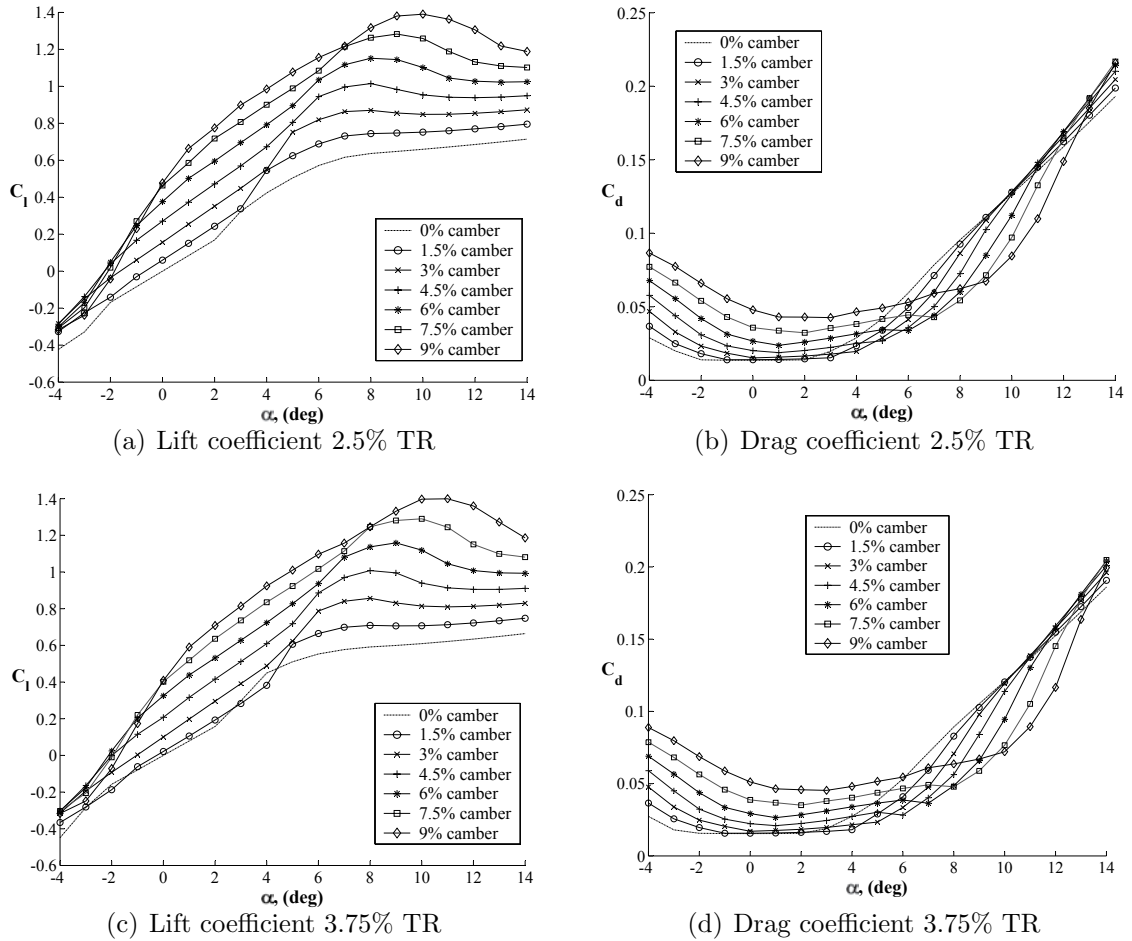 1.4
1.2
1
0.8
0.6
0.4
0.2
0
-0.2
-0.4
-0.6
C_l
-4 -2 0 2 4 6 8 10 12 14
α, (deg)
0% camber
1.5% camber
3% camber
4.5% camber
6% camber
7.5% camber
9% camber
(a) Lift coefficient 2.5% TR
0.25
0.2
0.15
0.1
0.05
0
C_d
-4 -2 0 2 4 6 8 10 12 14
α, (deg)
0% camber
1.5% camber
3% camber
4.5% camber
6% camber
7.5% camber
9% camber
(b) Drag coefficient 2.5% TR
1.4
1.2
1
0.8
0.6
0.4
0.2
0
-0.2
-0.4
-0.6
C_l
-4 -2 0 2 4 6 8 10 12 14
α, (deg)
0% camber
1.5% camber
3% camber
4.5% camber
6% camber
7.5% camber
9% camber
(c) Lift coefficient 3.75% TR
0.25
0.2
0.15
0.1
0.05
0
C_d
-4 -2 0 2 4 6 8 10 12 14
α, (deg)
0% camber
1.5% camber
3% camber
4.5% camber
6% camber
7.5% camber
9% camber
(d) Drag coefficient 3.75% TR